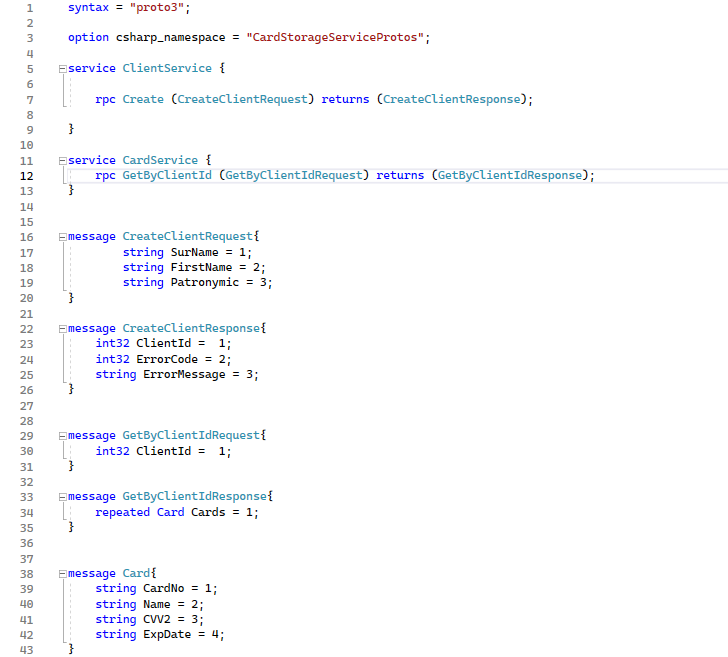 1 syntax = "proto3";
2
3 option csharp_namespace = "CardStorageServiceProtos";
4
5 service ClientService {
6
7 rpc Create (CreateClientRequest) returns (CreateClientResponse);
8
9 }
10
11 service CardService {
12 rpc GetByClientId (GetByClientIdRequest) returns (GetByClientIdResponse);
13 }
14
15
16 message CreateClientRequest{
17 string SurName = 1;
18 string FirstName = 2;
19 string Patronymic = 3;
20 }
21
22 message CreateClientResponse{
23 int32 ClientId =  1;
24 int32 ErrorCode = 2;
25 string ErrorMessage = 3;
26 }
27
28
29 message GetByClientIdRequest{
30 int32 ClientId =  1;
31 }
32
33 message GetByClientIdResponse{
34 repeated Card Cards = 1;
35 }
36
37
38 message Card{
39 string CardNo = 1;
40 string Name = 2;
41 string CVV2 = 3;
42 string ExpDate = 4;
43 }